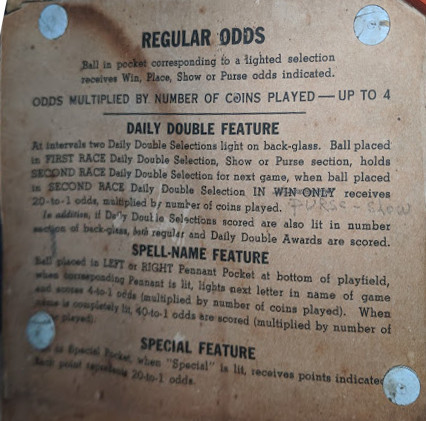 REGULAR ODDS
Ball in pocket corresponding to a lighted selection
receives Win, Place, Show or Purse odds indicated.
ODDS MULTIPLIED BY NUMBER OF COINS PLAYED — UP TO 4
DAILY DOUBLE FEATURE
At intervals two Daily Double Selections light on back-glass. Ball placed
in FIRST RACE Daily Double Selection, Show or Purse section, holds
SECOND RACE Daily Double Selection for next game, when ball placed
in SECOND RACE Daily Double Selection IN WIN ONLY receives
20-to-1 odds, multiplied by number of coins played. PURSE - SHOW
In addition, if Daily Double Selections scored are also lit in number
section of back-glass, both regular and Daily Double Awards are scored.
SPELL-NAME FEATURE
Ball placed in LEFT or RIGHT Pennant Pocket at bottom of playfield,
when corresponding Pennant is lit, lights next letter in name of game
and scores 4-to-1 odds (multiplied by number of coins played). When
name is completely lit, 40-to-1 odds are scored (multiplied by number of
played).
SPECIAL FEATURE
in Special Pocket, when "Special" is lit, receives points indicated
Each point represents 20-to-1 odds.